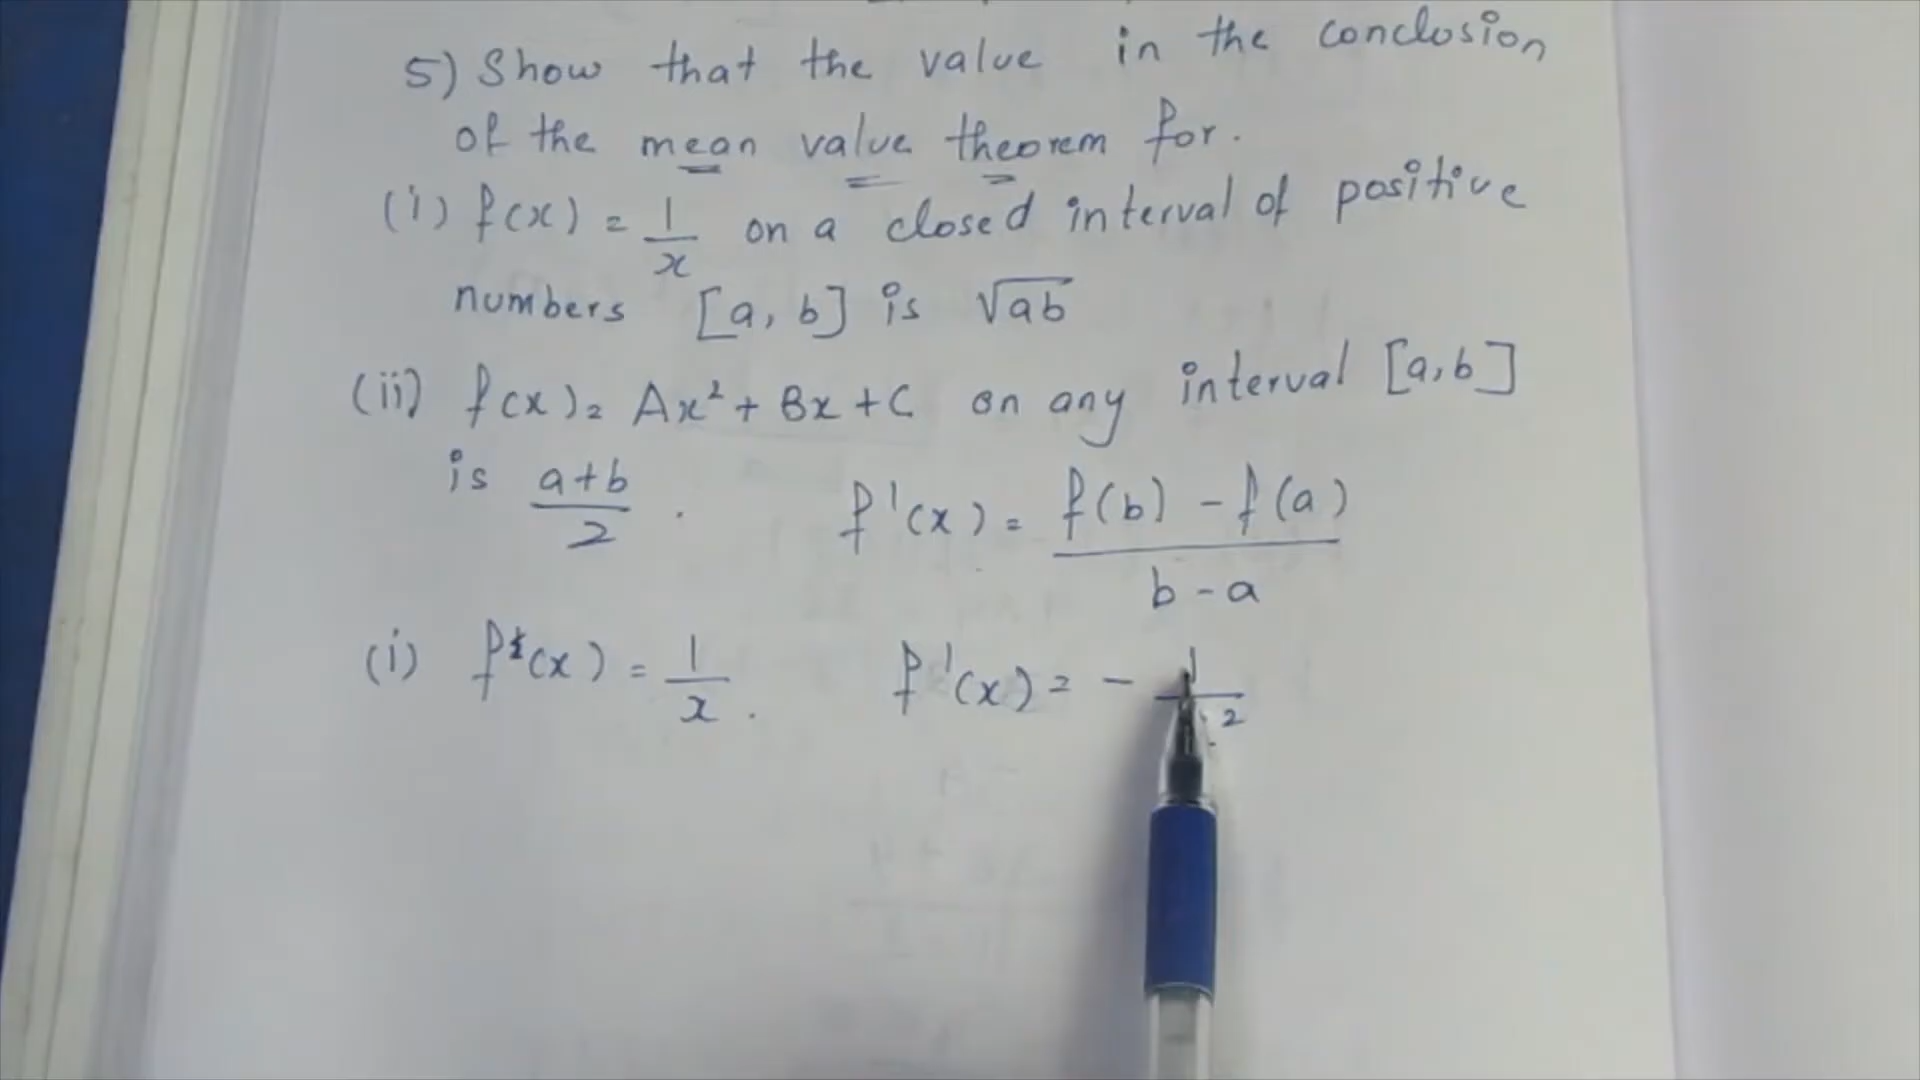 5) Show that the value in the conclusion
of the mean value theorem for.
(i) f(x) = 1/x on a closed interval of positive
numbers [a, b] is √ab
(ii) f(x) = Ax² + Bx + C on any interval [a, b]
is a+b/2 . f'(x) = f(b) - f(a) / b - a
(i) f(x) = 1/x . f'(x) = - 1/ ²